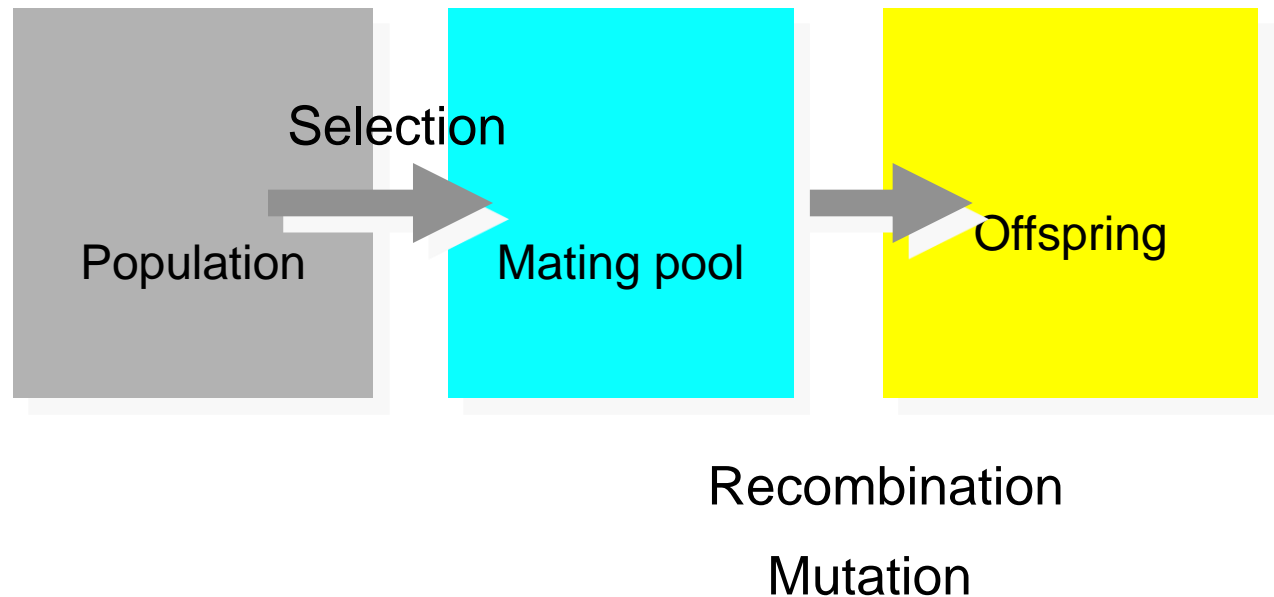 Selection
Population
Mating pool
Offspring
Recombination
Mutation